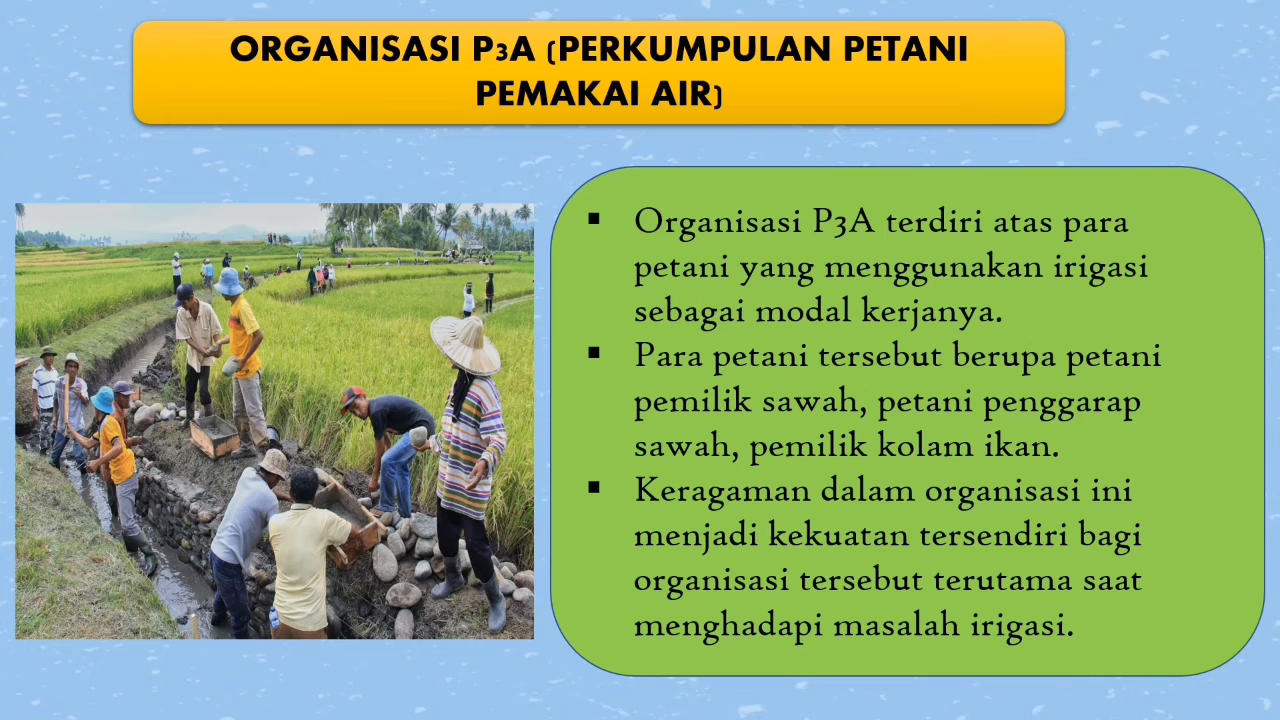 ORGANISASI P3A (PERKUMPULAN PETANI
PEMAKAI AIR)
▪ Organisasi P3A terdiri atas para
petani yang menggunakan irigasi
sebagai modal kerjanya.
▪ Para petani tersebut berupa petani
pemilik sawah, petani penggarap
sawah, pemilik kolam ikan.
▪ Keragaman dalam organisasi ini
menjadi kekuatan tersendiri bagi
organisasi tersebut terutama saat
menghadapi masalah irigasi.